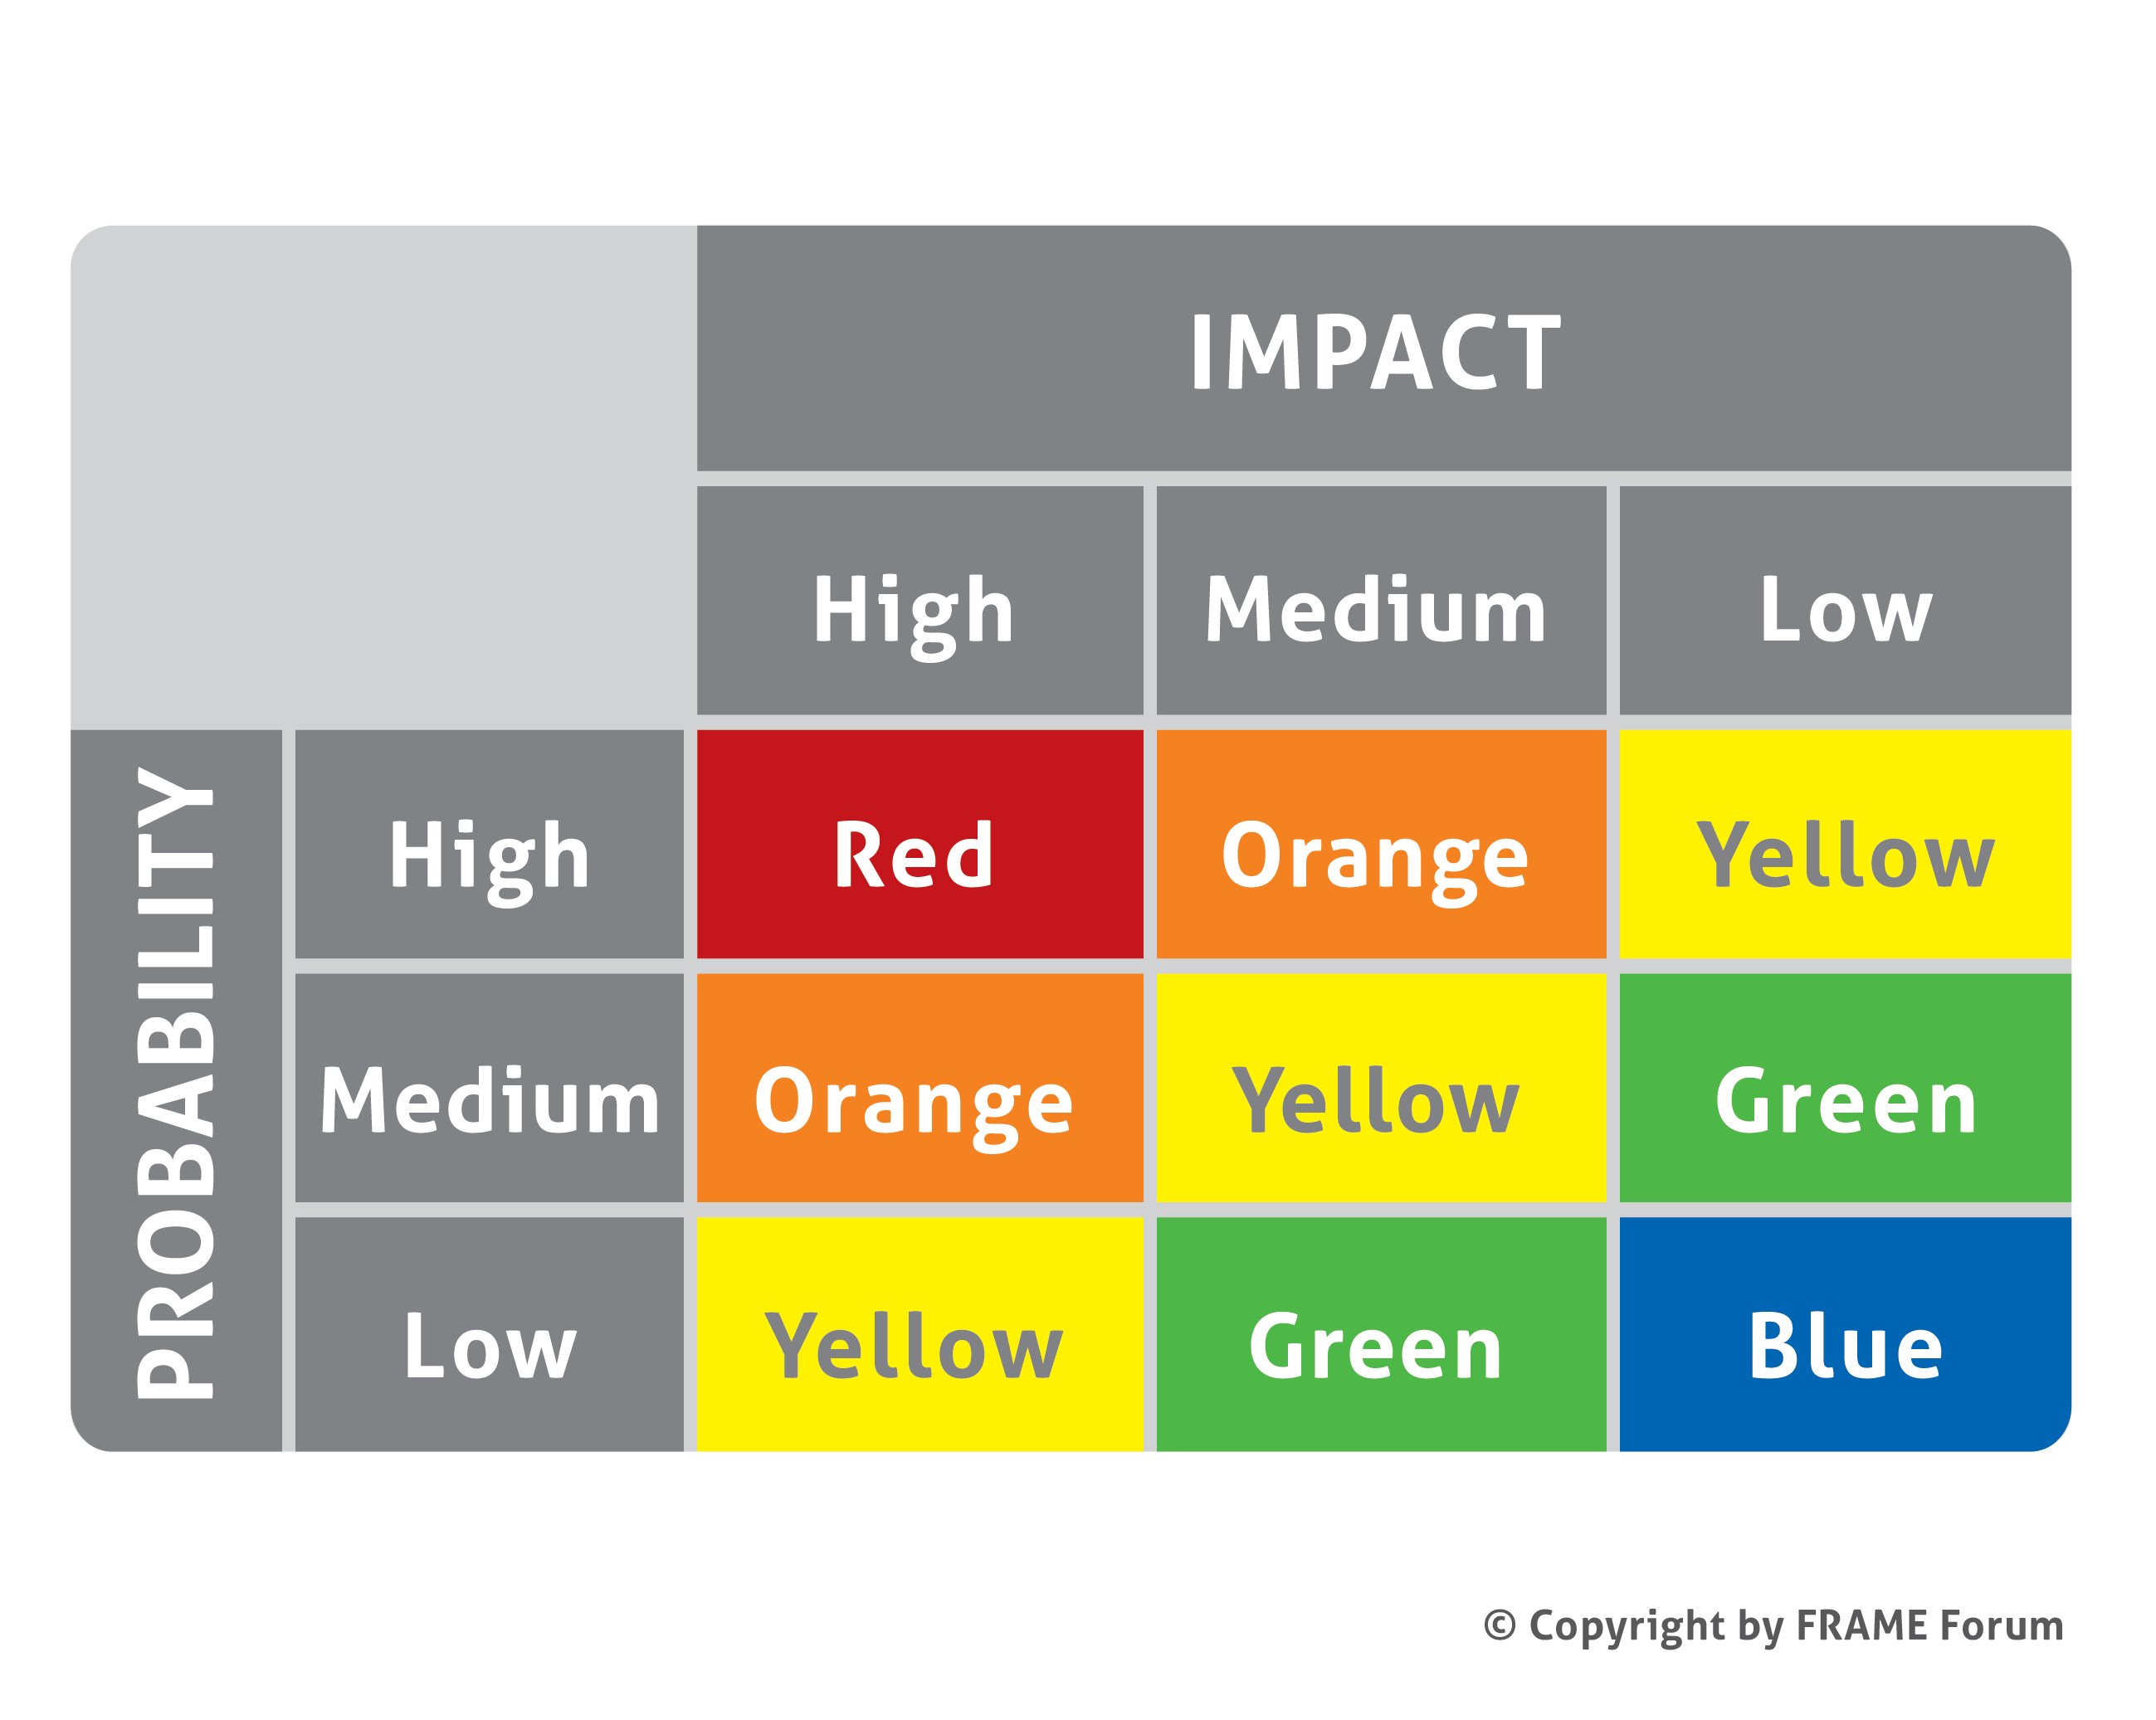 IMPACT
High Medium Low
PROBABILITY
High Red Orange Yellow
Medium Orange Yellow Green
Low Yellow Green Blue
© Copyright by FRAME Forum